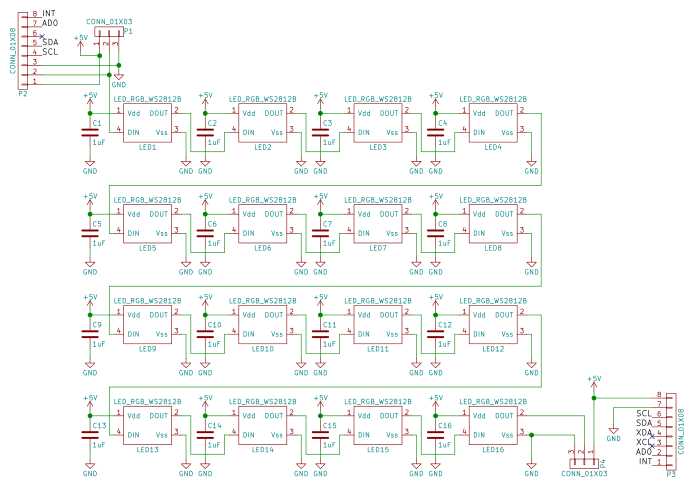 CONN_01X08
P2
8 INT
7 ADO
6
5 SDA
4 SCL
3
2
1
+5V
CONN_01X03
P1
1 2 3
GND
+5V +5V +5V +5V
LED_RGB_WS2812B LED_RGB_WS2812B LED_RGB_WS2812B LED_RGB_WS2812B
C1 1 Vdd DOUT 2 C2 1 Vdd DOUT 2 C3 1 Vdd DOUT 2 C4 1 Vdd DOUT 2
1uF 4 DIN Vss 3 1uF 4 DIN Vss 3 1uF 4 DIN Vss 3 1uF 4 DIN Vss 3
LED1 LED2 LED3 LED4
GND GND GND GND GND GND GND GND
+5V +5V +5V +5V
LED_RGB_WS2812B LED_RGB_WS2812B LED_RGB_WS2812B LED_RGB_WS2812B
C5 1 Vdd DOUT 2 C6 1 Vdd DOUT 2 C7 1 Vdd DOUT 2 C8 1 Vdd DOUT 2
1uF 4 DIN Vss 3 1uF 4 DIN Vss 3 1uF 4 DIN Vss 3 1uF 4 DIN Vss 3
LED5 LED6 LED7 LED8
GND GND GND GND GND GND GND GND
+5V +5V +5V +5V
LED_RGB_WS2812B LED_RGB_WS2812B LED_RGB_WS2812B LED_RGB_WS2812B
C9 1 Vdd DOUT 2 C10 1 Vdd DOUT 2 C11 1 Vdd DOUT 2 C12 1 Vdd DOUT 2
1uF 4 DIN Vss 3 1uF 4 DIN Vss 3 1uF 4 DIN Vss 3 1uF 4 DIN Vss 3
LED9 LED10 LED11 LED12
GND GND GND GND GND GND GND GND
+5V +5V +5V +5V
LED_RGB_WS2812B LED_RGB_WS2812B LED_RGB_WS2812B LED_RGB_WS2812B
C13 1 Vdd DOUT 2 C14 1 Vdd DOUT 2 C15 1 Vdd DOUT 2 C16 1 Vdd DOUT 2
1uF 4 DIN Vss 3 1uF 4 DIN Vss 3 1uF 4 DIN Vss 3 1uF 4 DIN Vss 3
LED13 LED14 LED15 LED16
GND GND GND GND GND GND GND GND
+5V
3 2 1
P4
CONN_01X03
GND
8
7
SCL 6
SDA 5
XDA 4
XCL 3
ADO 2
INT 1
CONN_01X08
P3